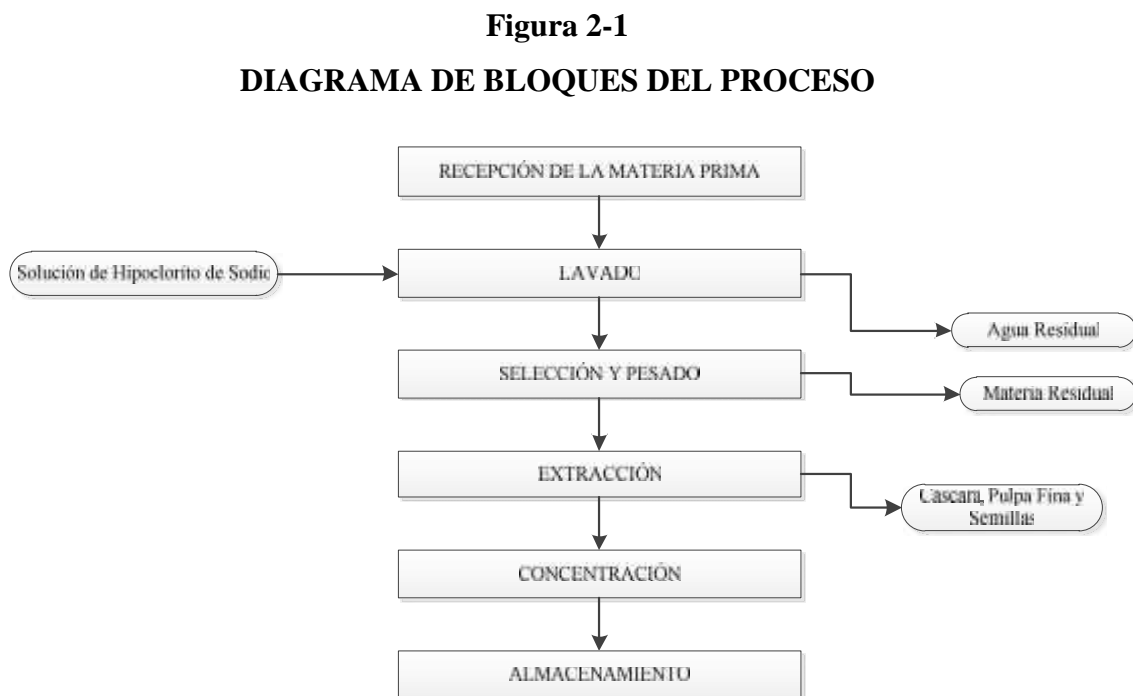 Figura 2-1
DIAGRAMA DE BLOQUES DEL PROCESO
RECEPCIÓN DE LA MATERIA PRIMA
Solución de Hipoclorito de Sodio
LAVADO
Agua Residual
SELECCIÓN Y PESADO
Materia Residual
EXTRACCIÓN
Cascara, Pulpa Fina y
Semillas
CONCENTRACIÓN
ALMACENAMIENTO